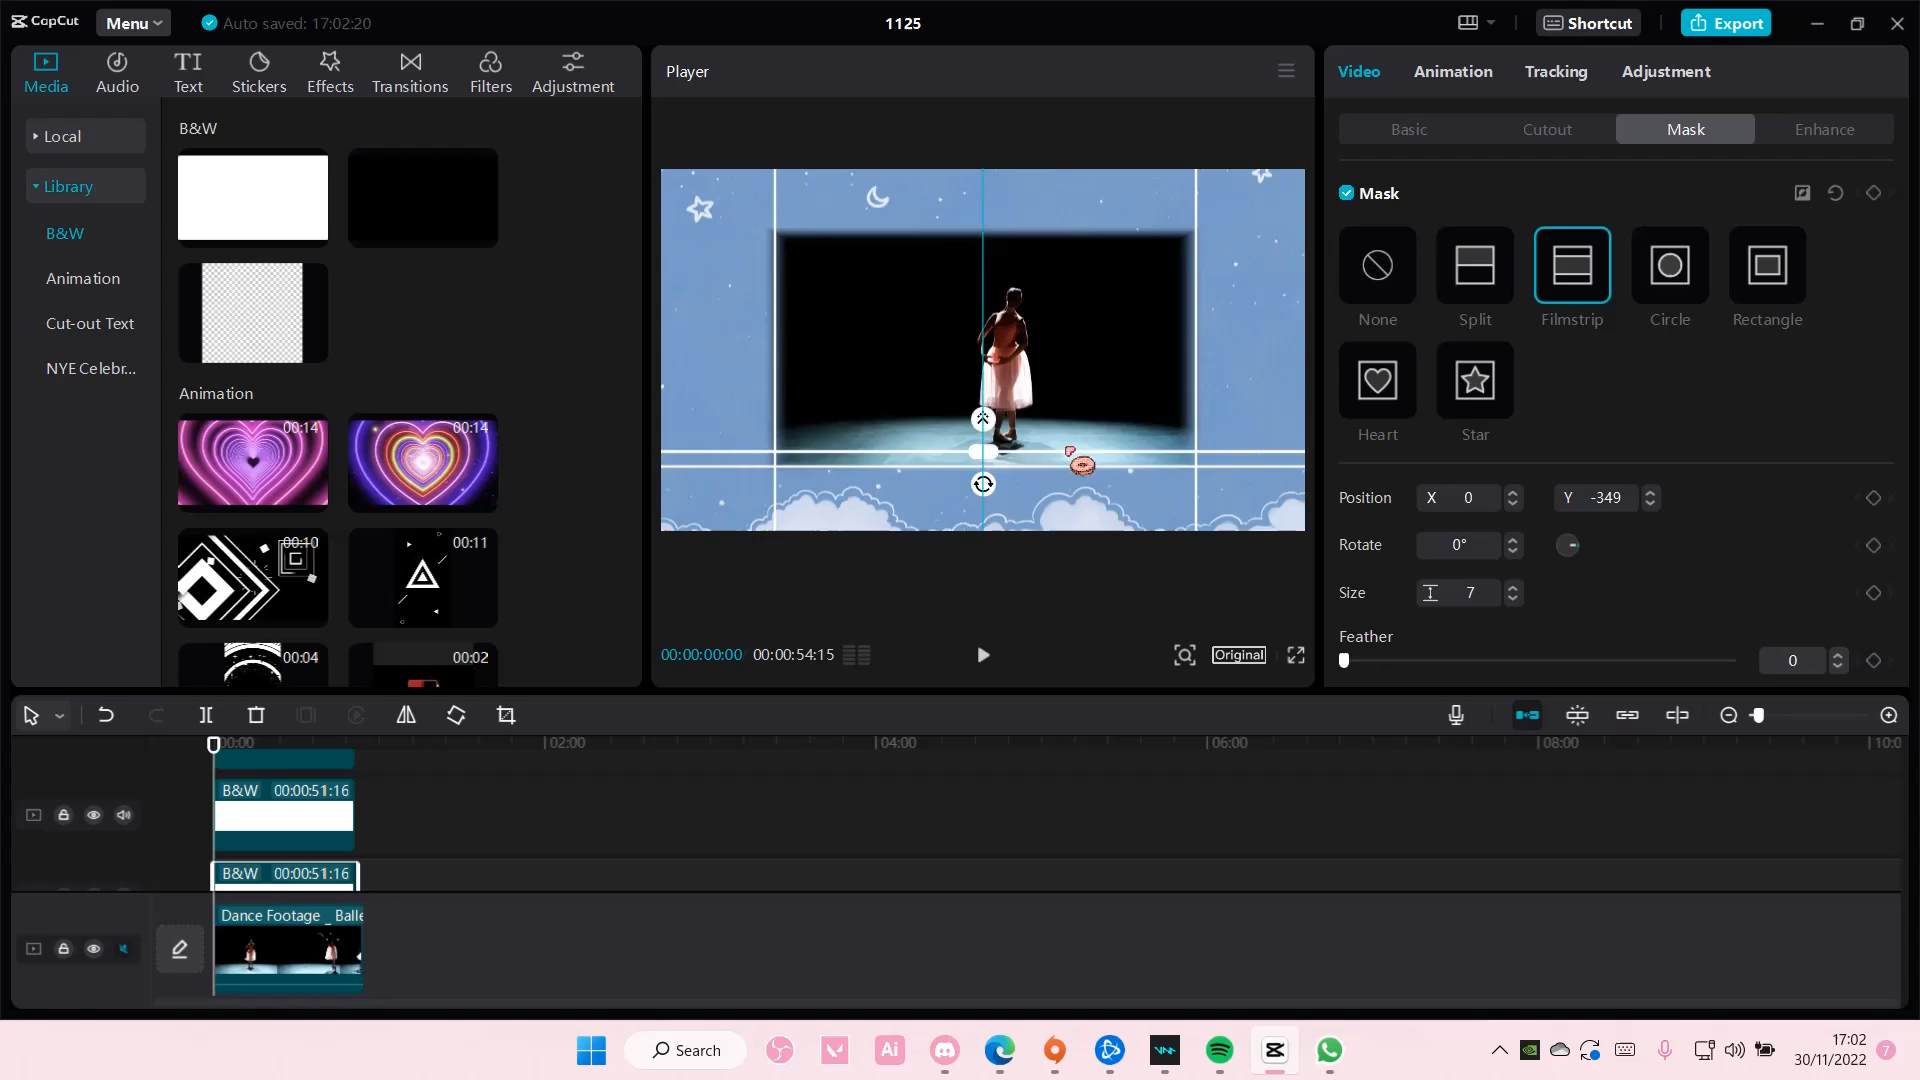 CapCut
Menu
Auto saved: 17:02:20
1125
Shortcut
Export
Media
Audio
TI
Text
Stickers
Effects
Transitions
Filters
Adjustment
Local
Library
B&W
Animation
Cut-out Text
NYE Celebr...
B&W
Animation
00:14
00:14
00:10
00:11
00:04
00:02
Player
00:00:00:00
00:00:54:15
Original
Video
Animation
Tracking
Adjustment
Basic
Cutout
Mask
Enhance
Mask
None
Split
Filmstrip
Circle
Rectangle
Heart
Star
Position X 0 Y -349
Rotate 0°
Size 7
Feather
0
00:00
02:00
04:00
06:00
08:00
10:0
B&W 00:00:51:16
B&W 00:00:51:16
Dance Footage _ Balle
Search
Ai
17:02
30/11/2022
7